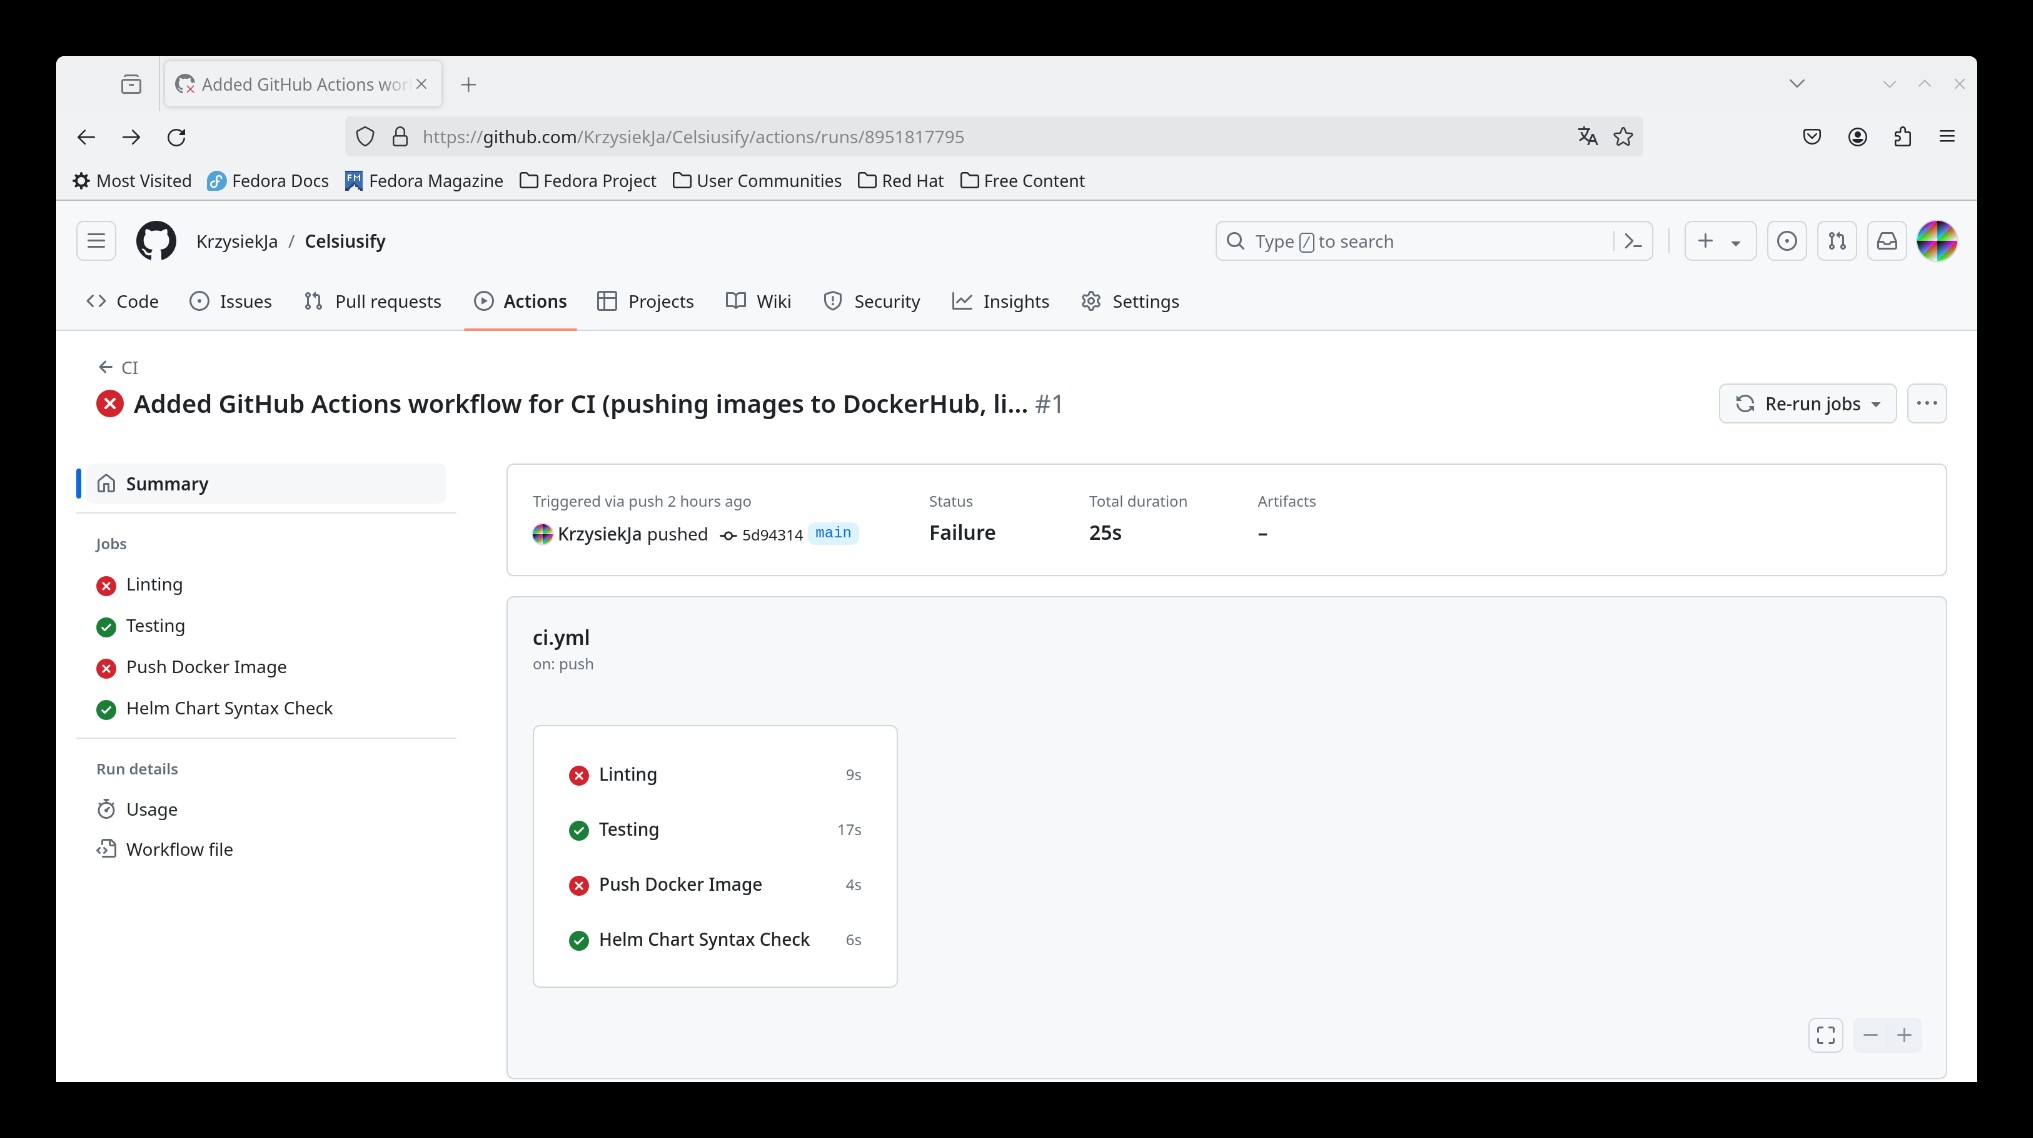 Added GitHub Actions wor
https://github.com/KrzysiekJa/Celsiusify/actions/runs/8951817795
Most Visited Fedora Docs Fedora Magazine Fedora Project User Communities Red Hat Free Content
KrzysiekJa / Celsiusify Type / to search
Code Issues Pull requests Actions Projects Wiki Security Insights Settings
CI
Added GitHub Actions workflow for CI (pushing images to DockerHub, li... #1 Re-run jobs
Summary
Jobs
Linting
Testing
Push Docker Image
Helm Chart Syntax Check
Run details
Usage
Workflow file
Triggered via push 2 hours ago Status Total duration Artifacts
KrzysiekJa pushed 5d94314 main Failure 25s –
ci.yml
on: push
Linting 9s
Testing 17s
Push Docker Image 4s
Helm Chart Syntax Check 6s